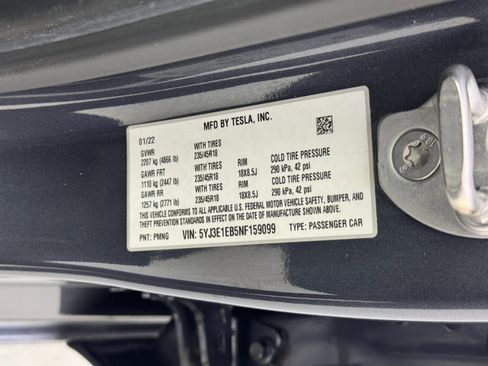 MFD BY TESLA, INC.
01/22
GVWR WITH TIRES
2207 kg (4866 lb) 235/45R18 RIM COLD TIRE PRESSURE
GAWR FRT WITH TIRES 18X8.5J 290 kPa, 42 psi
1110 kg (2447 lb) 235/45R18 RIM COLD TIRE PRESSURE
GAWR RR WITH TIRES 18X8.5J 290 kPa, 42 psi
1257 kg (2771 lb) 235/45R18
THIS VEHICLE CONFORMS TO ALL APPLICABLE U.S. FEDERAL MOTOR VEHICLE SAFETY, BUMPER, AND
THEFT PREVENTION STANDARDS IN EFFECT ON THE DATE OF MANUFACTURE SHOWN ABOVE.
PNT: PMNG VIN: 5YJ3E1EB5NF159099 TYPE: PASSENGER CAR